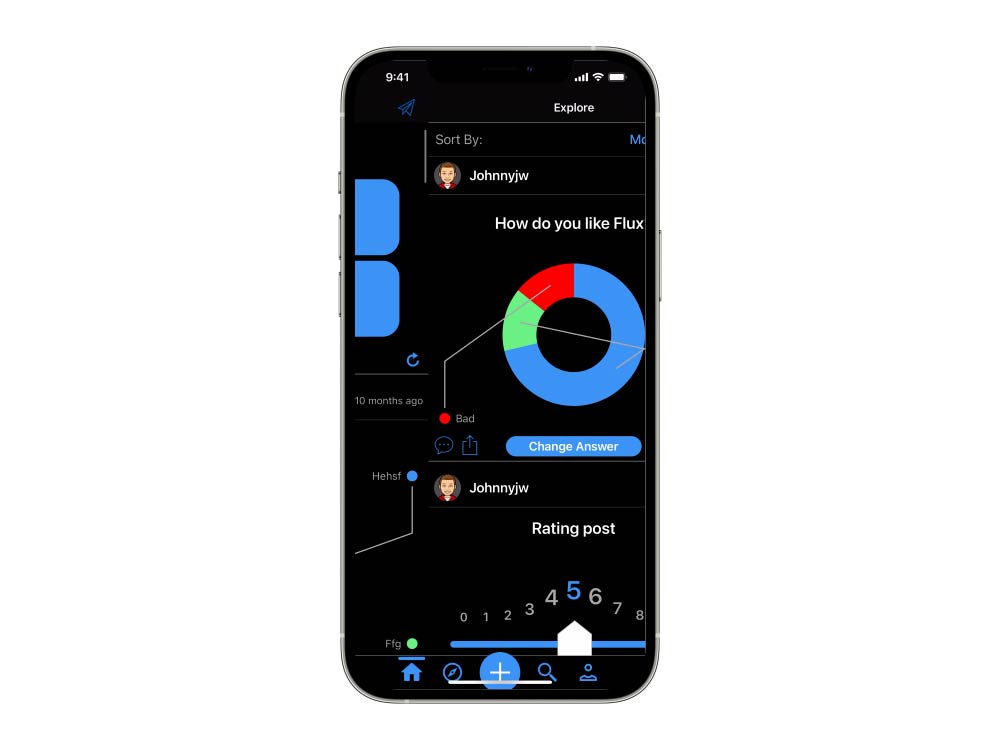 9:41
Explore
Sort By:
Mo
Johnnyjw
How do you like Flux
10 months ago
Bad
Change Answer
Hehsf
Johnnyjw
Rating post
0 1 2 3 4 5 6 7 8
Ffg